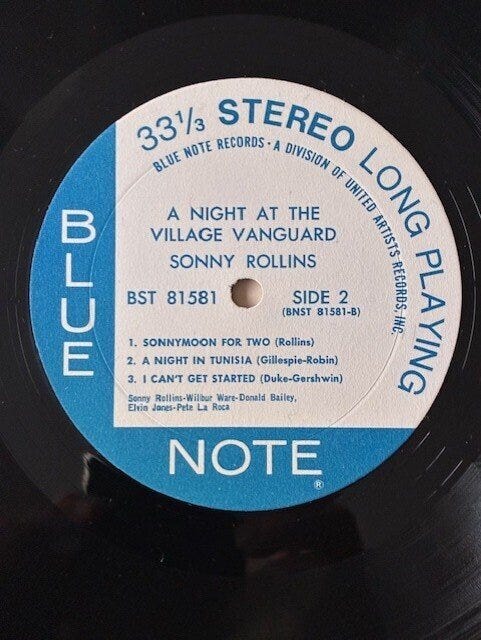 33⅓ STEREO LONG PLAYING
BLUE NOTE RECORDS • A DIVISION OF UNITED ARTISTS RECORDS, INC.
A NIGHT AT THE
VILLAGE VANGUARD
SONNY ROLLINS
BST 81581
SIDE 2
(BNST 81581-B)
1. SONNYMOON FOR TWO (Rollins)
2. A NIGHT IN TUNISIA (Gillespie-Robin)
3. I CAN'T GET STARTED (Duke-Gershwin)
Sonny Rollins-Wilbur Ware-Donald Bailey,
Elvin Jones-Pete La Roca
BLUE
NOTE
®